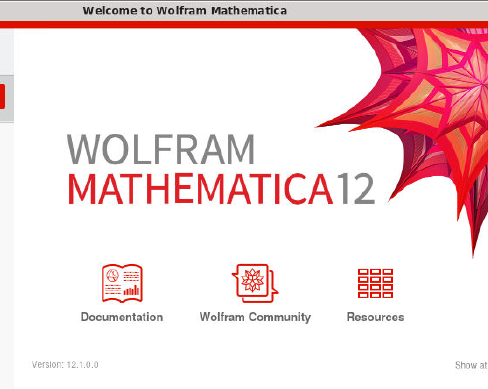 Welcome to Wolfram Mathematica
WOLFRAM
MATHEMATICA12
Documentation
Wolfram Community
Resources
Version: 12.1.0.0
Show at